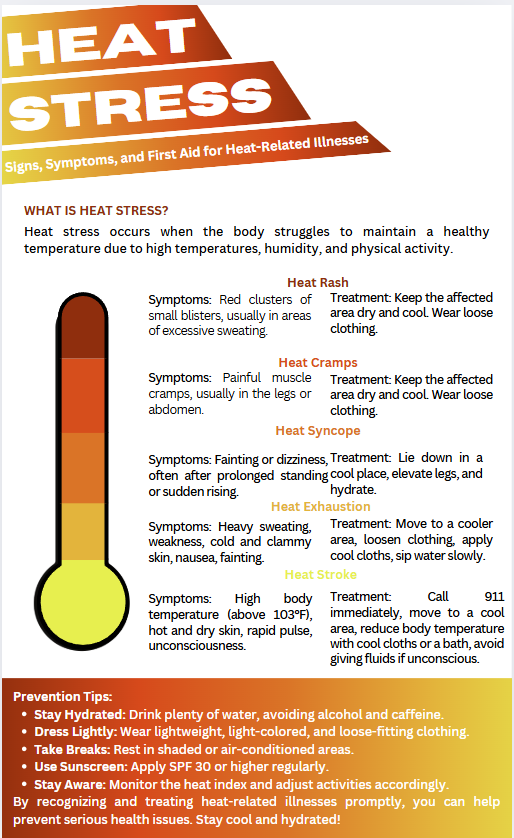 HEAT
STRESS
Signs, Symptoms, and First Aid for Heat-Related Illnesses
WHAT IS HEAT STRESS?
Heat stress occurs when the body struggles to maintain a healthy
temperature due to high temperatures, humidity, and physical activity.
Heat Rash
Symptoms: Red clusters of
small blisters, usually in areas
of excessive sweating.
Treatment: Keep the affected
area dry and cool. Wear loose
clothing.
Heat Cramps
Symptoms: Painful muscle
cramps, usually in the legs or
abdomen.
Treatment: Keep the affected
area dry and cool. Wear loose
clothing.
Heat Syncope
Symptoms: Fainting or dizziness,
often after prolonged standing
or sudden rising.
Treatment: Lie down in a
cool place, elevate legs, and
hydrate.
Heat Exhaustion
Symptoms: Heavy sweating,
weakness, cold and clammy
skin, nausea, fainting.
Treatment: Move to a cooler
area, loosen clothing, apply
cool cloths, sip water slowly.
Heat Stroke
Symptoms: High body
temperature (above 103°F),
hot and dry skin, rapid pulse,
unconsciousness.
Treatment: Call 911
immediately, move to a cool
area, reduce body temperature
with cool cloths or a bath, avoid
giving fluids if unconscious.
Prevention Tips:
• Stay Hydrated: Drink plenty of water, avoiding alcohol and caffeine.
• Dress Lightly: Wear lightweight, light-colored, and loose-fitting clothing.
• Take Breaks: Rest in shaded or air-conditioned areas.
• Use Sunscreen: Apply SPF 30 or higher regularly.
• Stay Aware: Monitor the heat index and adjust activities accordingly.
By recognizing and treating heat-related illnesses promptly, you can help
prevent serious health issues. Stay cool and hydrated!